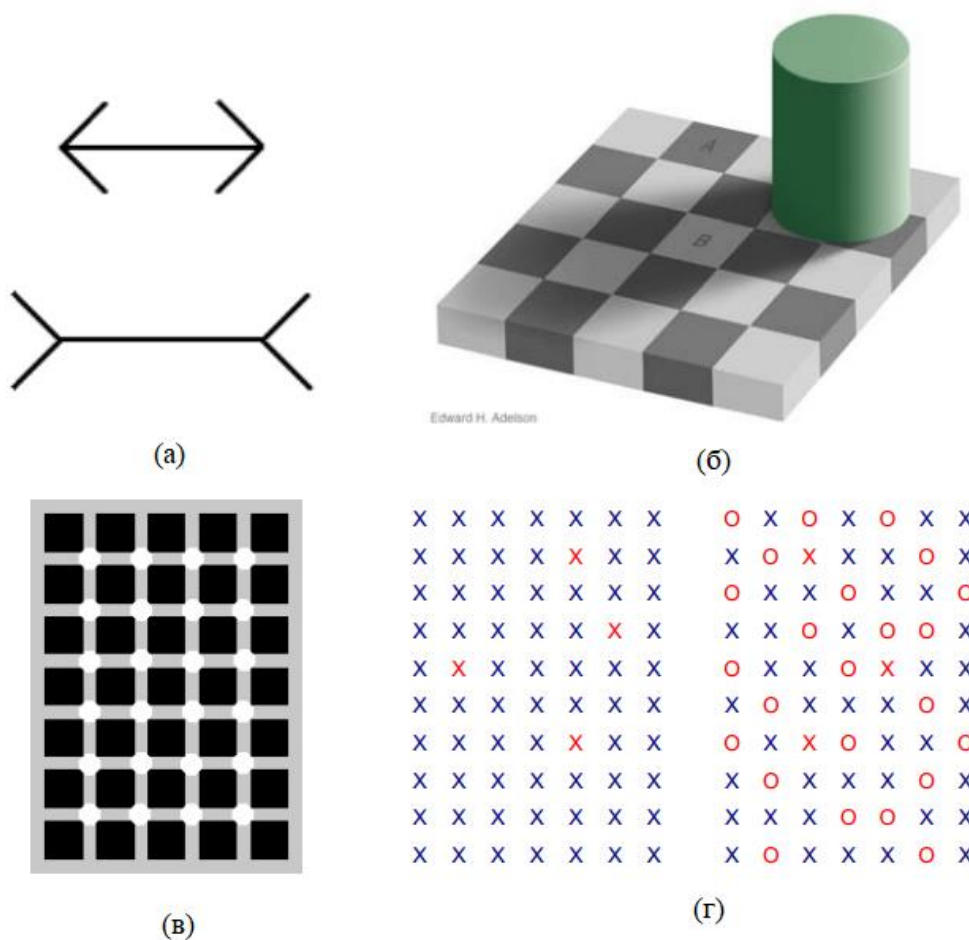 A
B
Edward H. Adelson
(а)
(б)
X X X X X X X O X O X O X X
X X X X X X X X O X X X O X
X X X X X X X O X X O X X O
X X X X X X X X X O X O O X
X X X X X X X O X X O X X X
X X X X X X X X O X X X O X
X X X X X X X O X X O X X O
X X X X X X X X O X X X O X
X X X X X X X X X X O O X X
X X X X X X X X O X X X O X
(в)
(г)